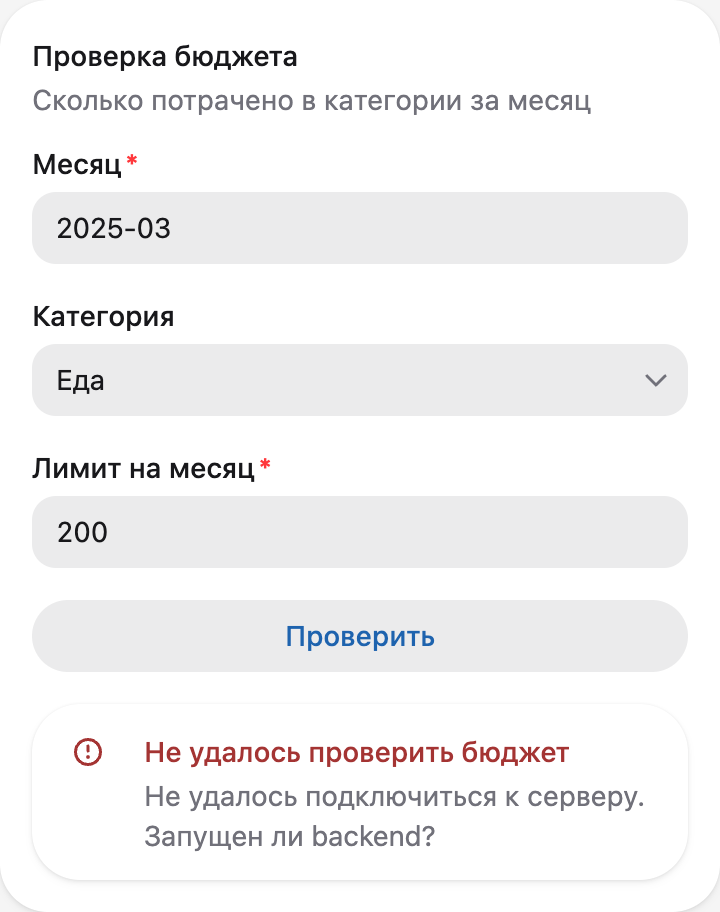 Проверка бюджета
Сколько потрачено в категории за месяц
Месяц*
2025-03
Категория
Еда
Лимит на месяц*
200
Проверить
Не удалось проверить бюджет
Не удалось подключиться к серверу.
Запущен ли backend?